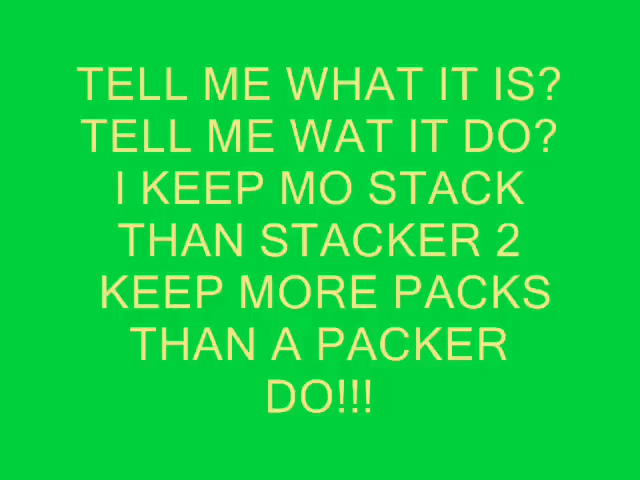 TELL ME WHAT IT IS?
TELL ME WAT IT DO?
I KEEP MO STACK
THAN STACKER 2
KEEP MORE PACKS
THAN A PACKER
DO!!!